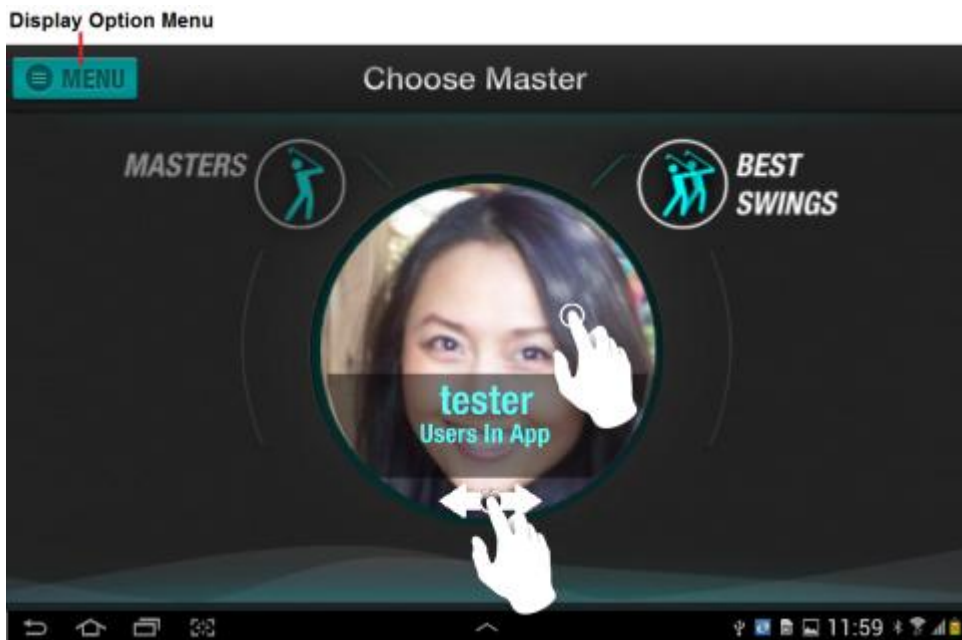 Display Option Menu
MENU
Choose Master
MASTERS
BEST
SWINGS
tester
Users In App
11:59